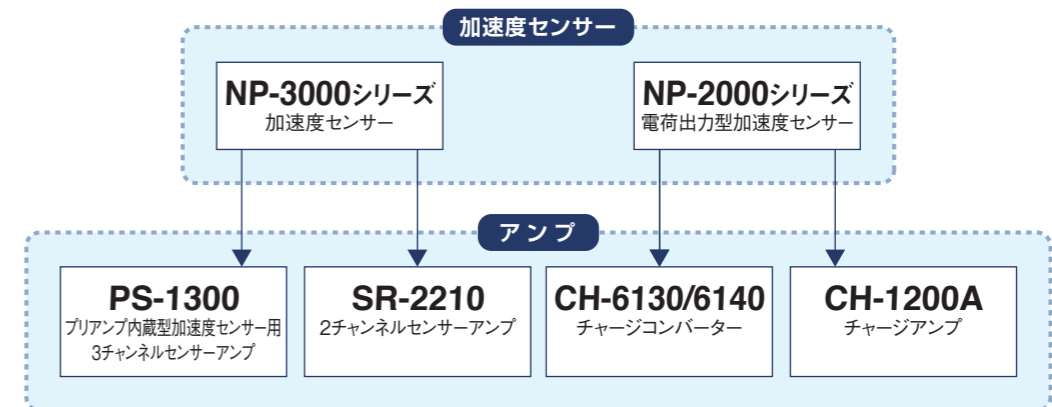 加速度センサー
NP-3000シリーズ
加速度センサー
NP-2000シリーズ
電荷出力型加速度センサー
アンプ
PS-1300
プリアンプ内蔵型加速度センサー用
3チャンネルセンサーアンプ
SR-2210
2チャンネルセンサーアンプ
CH-6130/6140
チャージコンバーター
CH-1200A
チャージアンプ